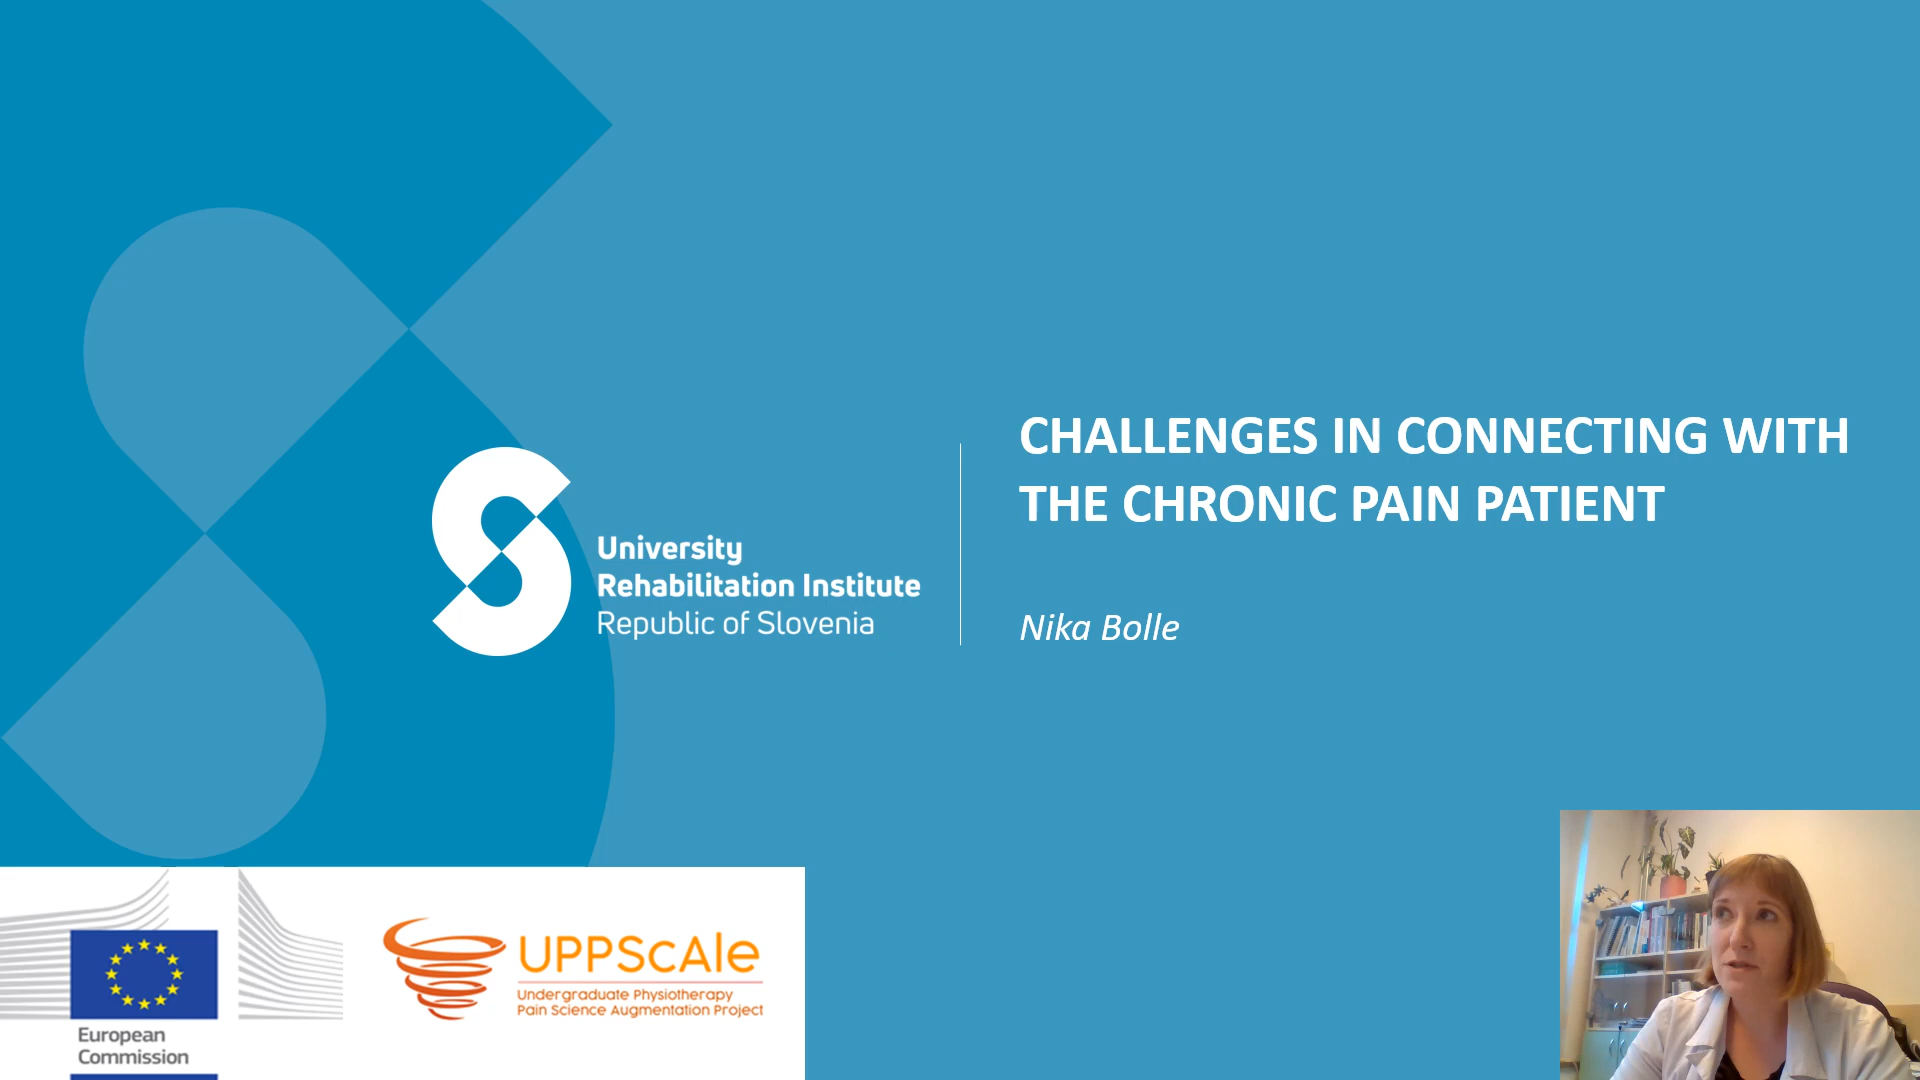 CHALLENGES IN CONNECTING WITH
THE CHRONIC PAIN PATIENT
University
Rehabilitation Institute
Republic of Slovenia
Nika Bolle
UPPScAle
Undergraduate Physiotherapy
Pain Science Augmentation Project
European
Commission